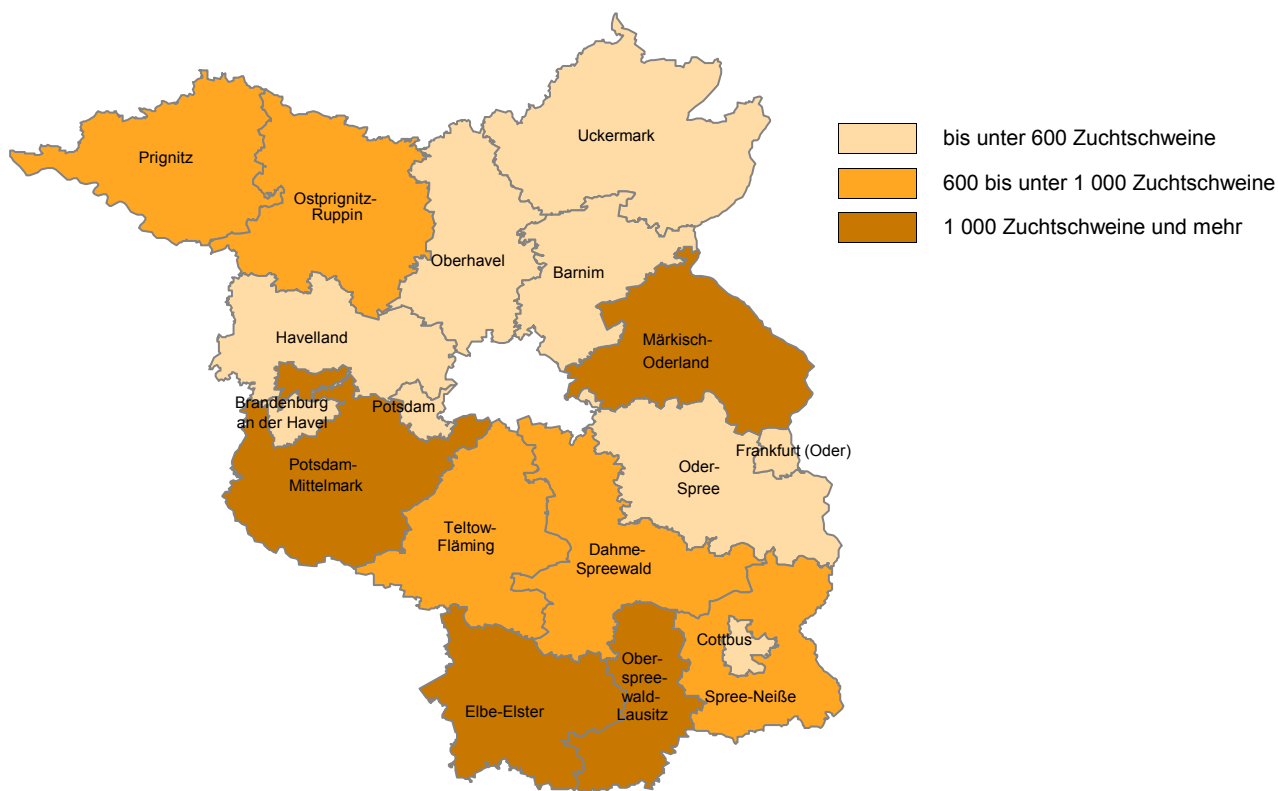 Uckermark
Prignitz
Ostprignitz-
Ruppin
Oberhavel
Barnim
Havelland
Märkisch-
Oderland
Brandenburg
an der Havel
Potsdam
Frankfurt (Oder)
Potsdam-
Mittelmark
Oder-
Spree
Teltow-
Fläming
Dahme-
Spreewald
Cottbus
Ober-
spree-
wald-
Lausitz
Spree-Neiße
Elbe-Elster
bis unter 600 Zuchtschweine
600 bis unter 1 000 Zuchtschweine
1 000 Zuchtschweine und mehr